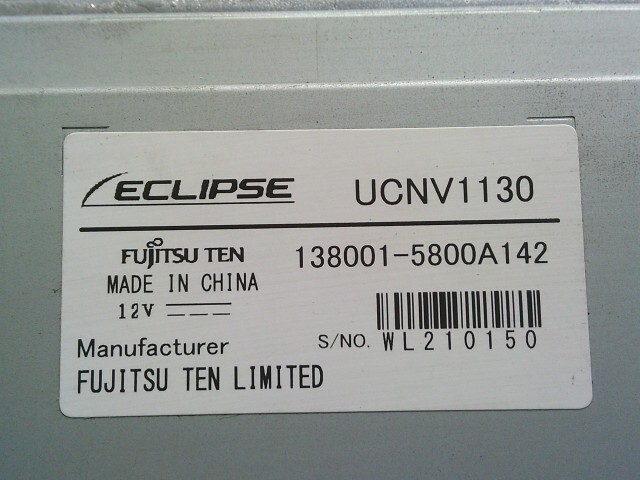 ECLIPSE UCNV1130
FUJITSU TEN 138001-5800A142
MADE IN CHINA
12V
S/NO. WL210150
Manufacturer
FUJITSU TEN LIMITED